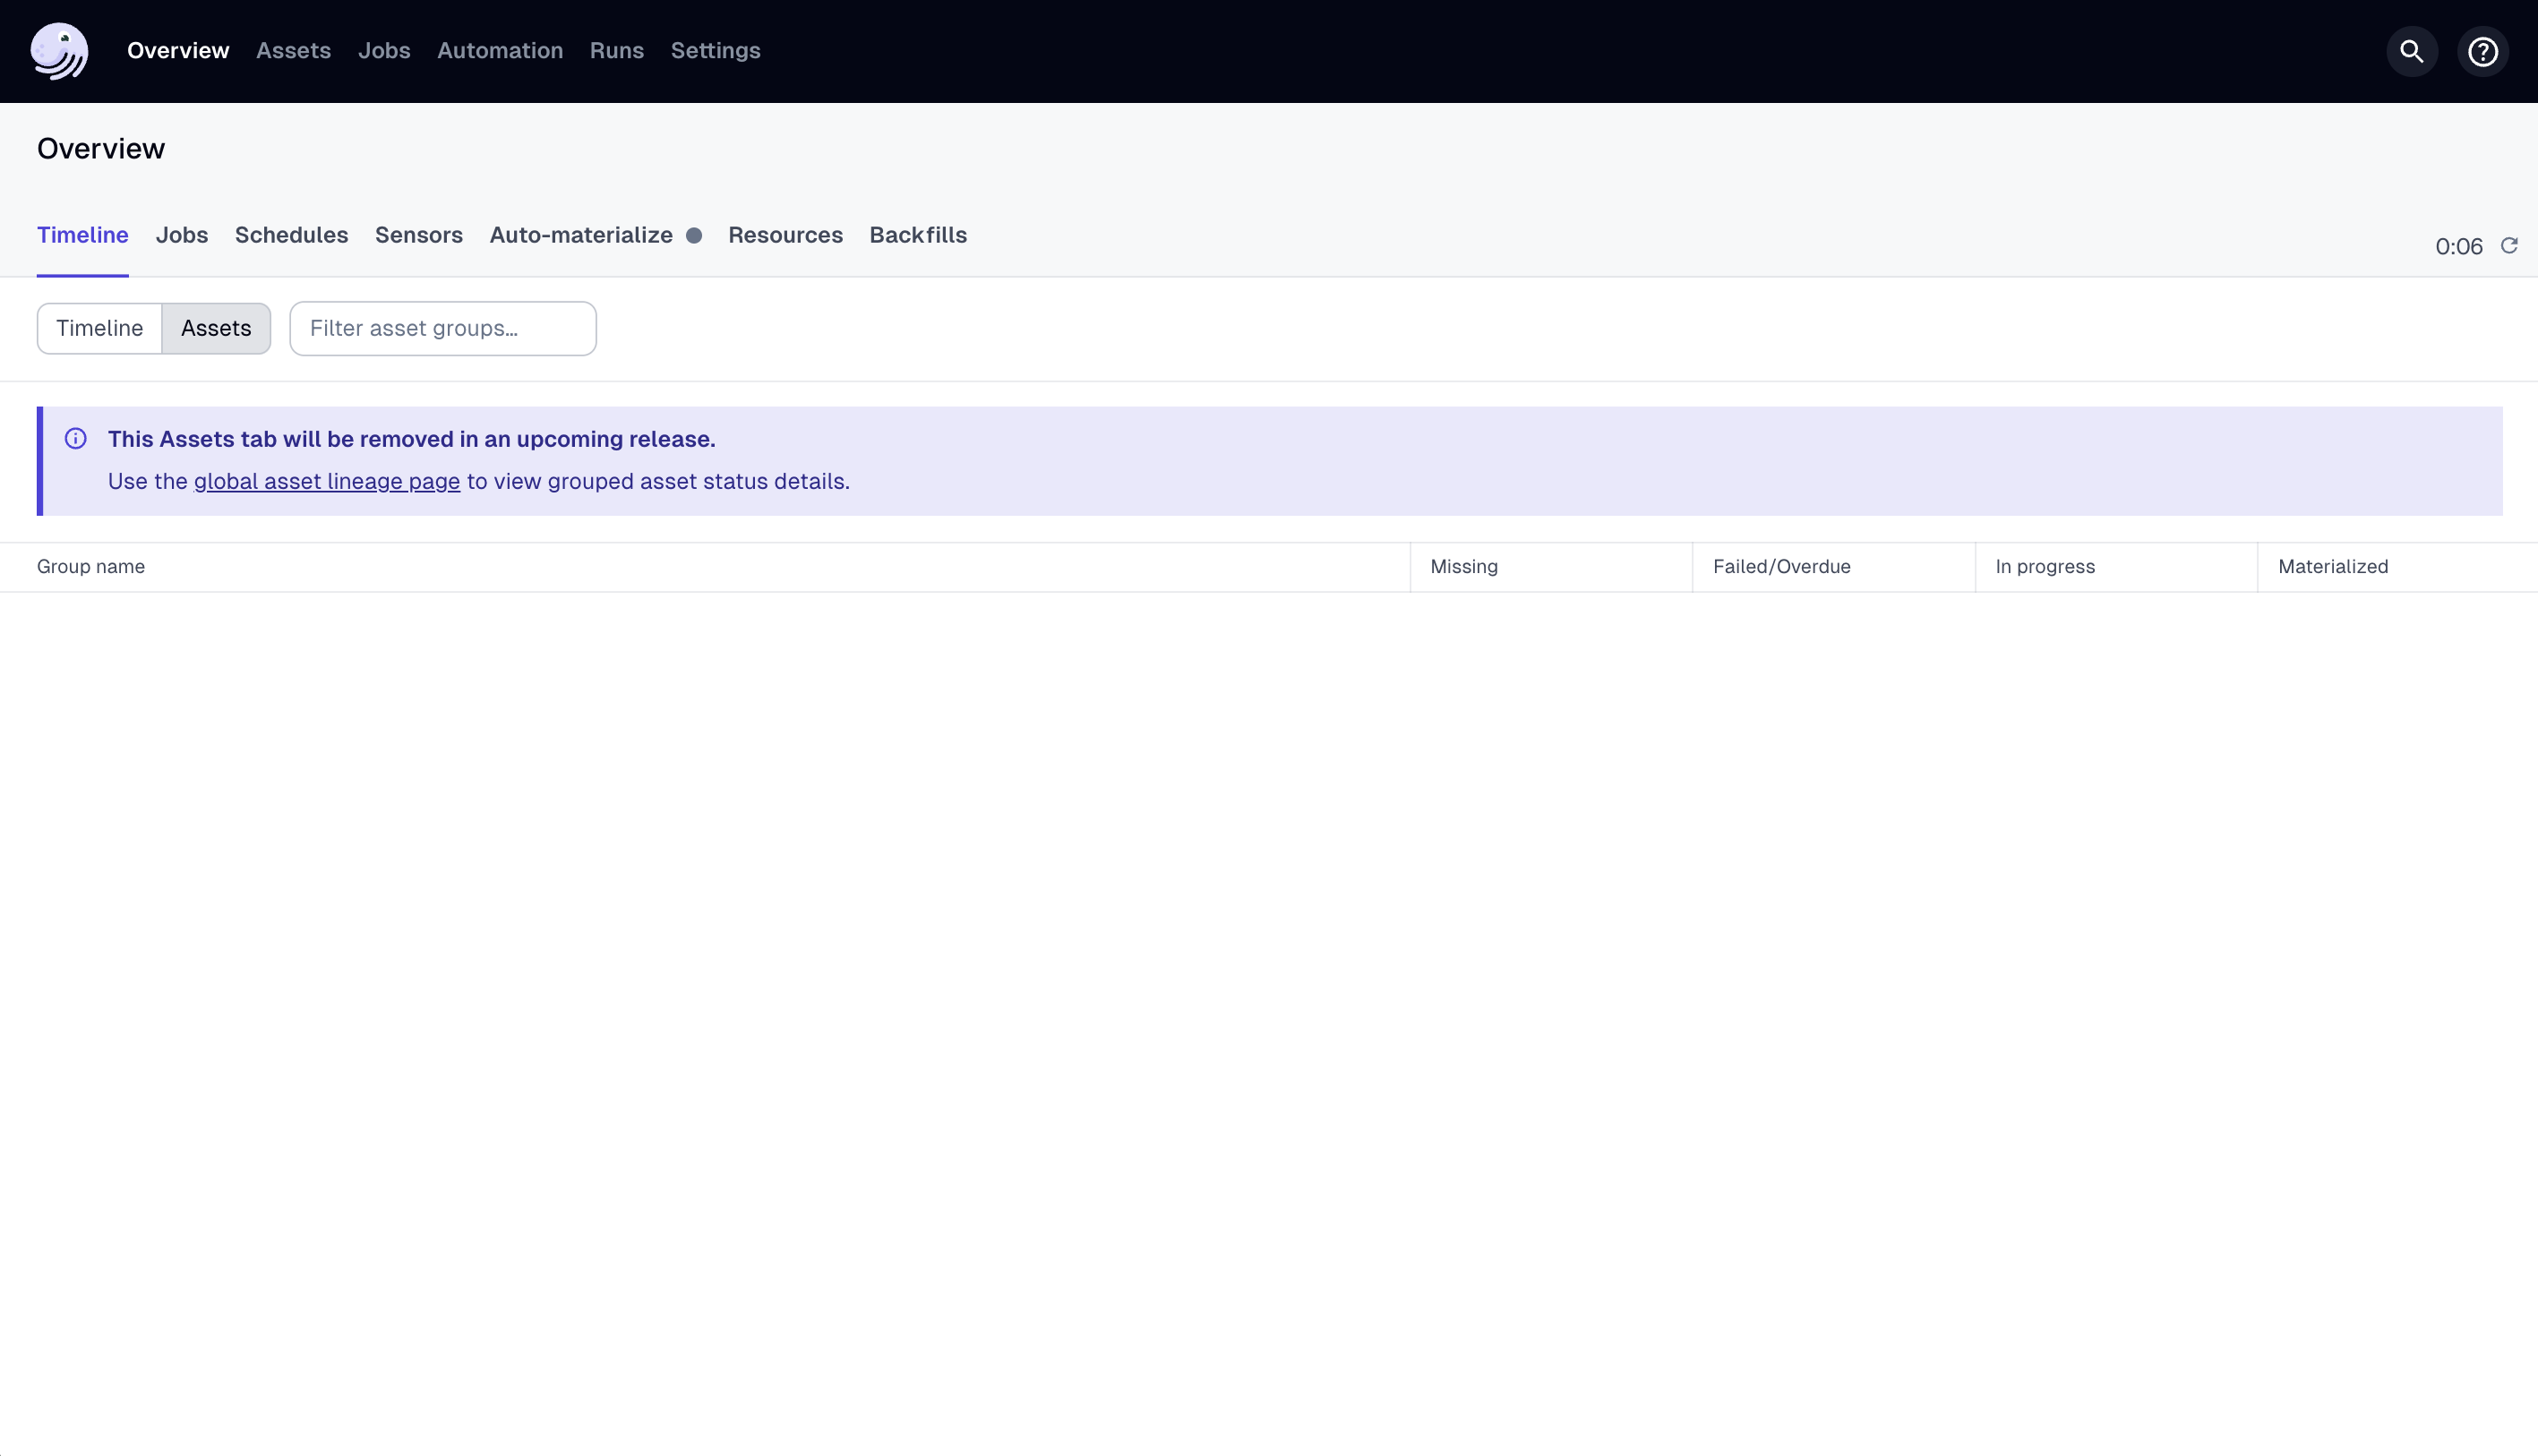 Overview Assets Jobs Automation Runs Settings
Overview
Timeline Jobs Schedules Sensors Auto-materialize Resources Backfills
0:06
Timeline Assets Filter asset groups…
This Assets tab will be removed in an upcoming release.
Use the global asset lineage page to view grouped asset status details.
Group name Missing Failed/Overdue In progress Materialized